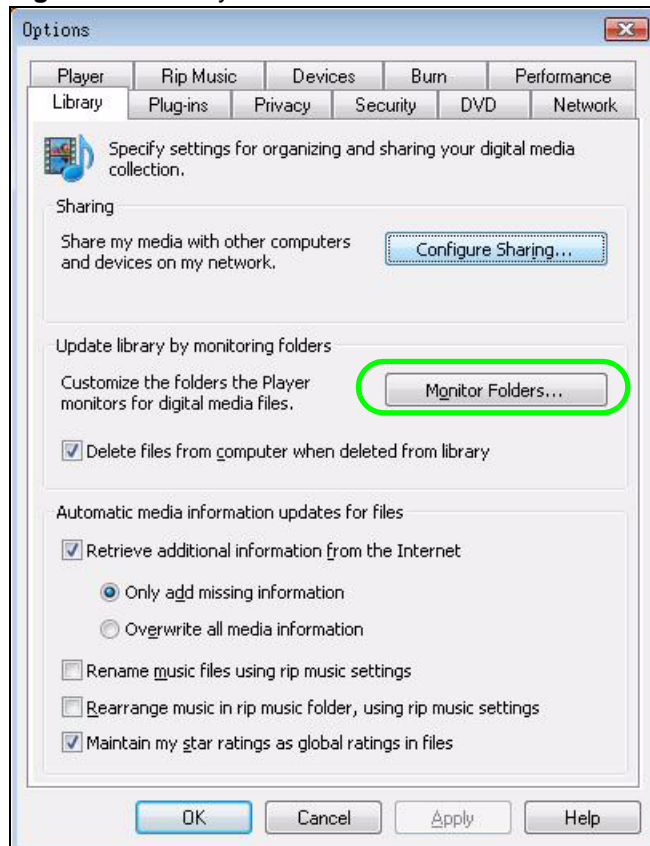 Options
Player Rip Music Devices Burn Performance
Library Plug-ins Privacy Security DVD Network
Specify settings for organizing and sharing your digital media
collection.
Sharing
Share my media with other computers
and devices on my network.
Configure Sharing...
Update library by monitoring folders
Customize the folders the Player
monitors for digital media files.
Monitor Folders...
Delete files from computer when deleted from library
Automatic media information updates for files
Retrieve additional information from the Internet
Only add missing information
Overwrite all media information
Rename music files using rip music settings
Rearrange music in rip music folder, using rip music settings
Maintain my star ratings as global ratings in files
OK Cancel Apply Help